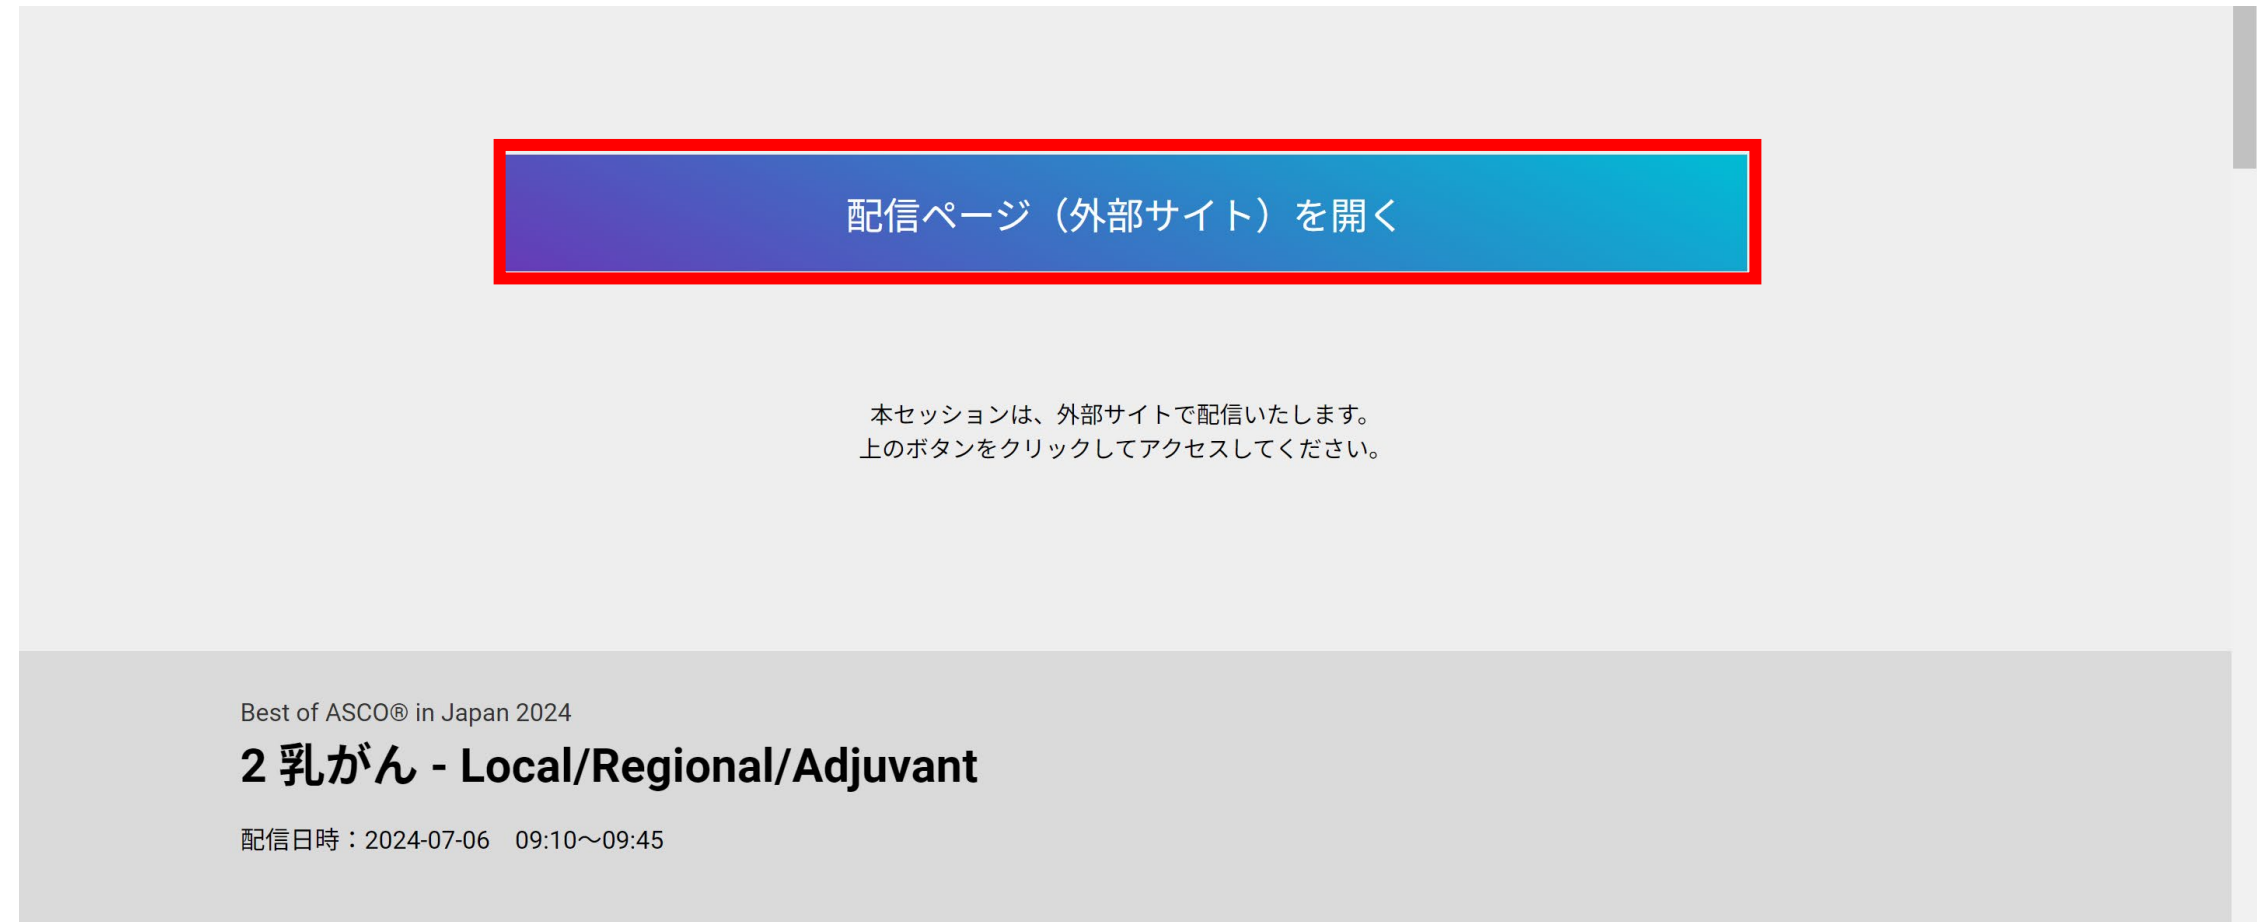 配信ページ（外部サイト）を開く
本セッションは、外部サイトで配信いたします。
上のボタンをクリックしてアクセスしてください。
Best of ASCO® in Japan 2024
2 乳がん - Local/Regional/Adjuvant
配信日時：2024-07-06　09:10～09:45